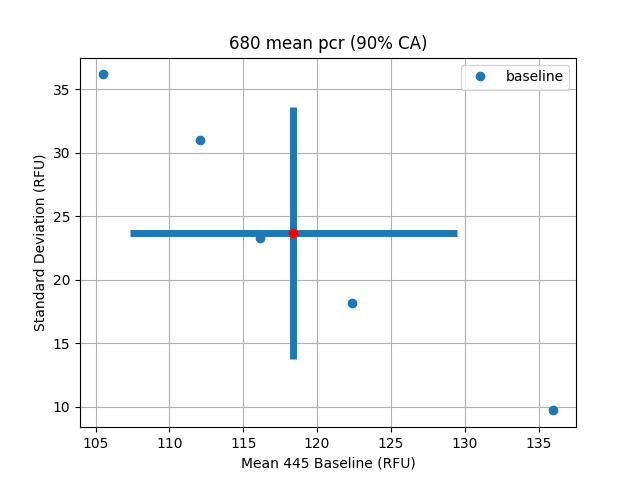 680 mean pcr (90% CA)
baseline
35
30
25
20
15
10
Standard Deviation (RFU)
105 110 115 120 125 130 135
Mean 445 Baseline (RFU)